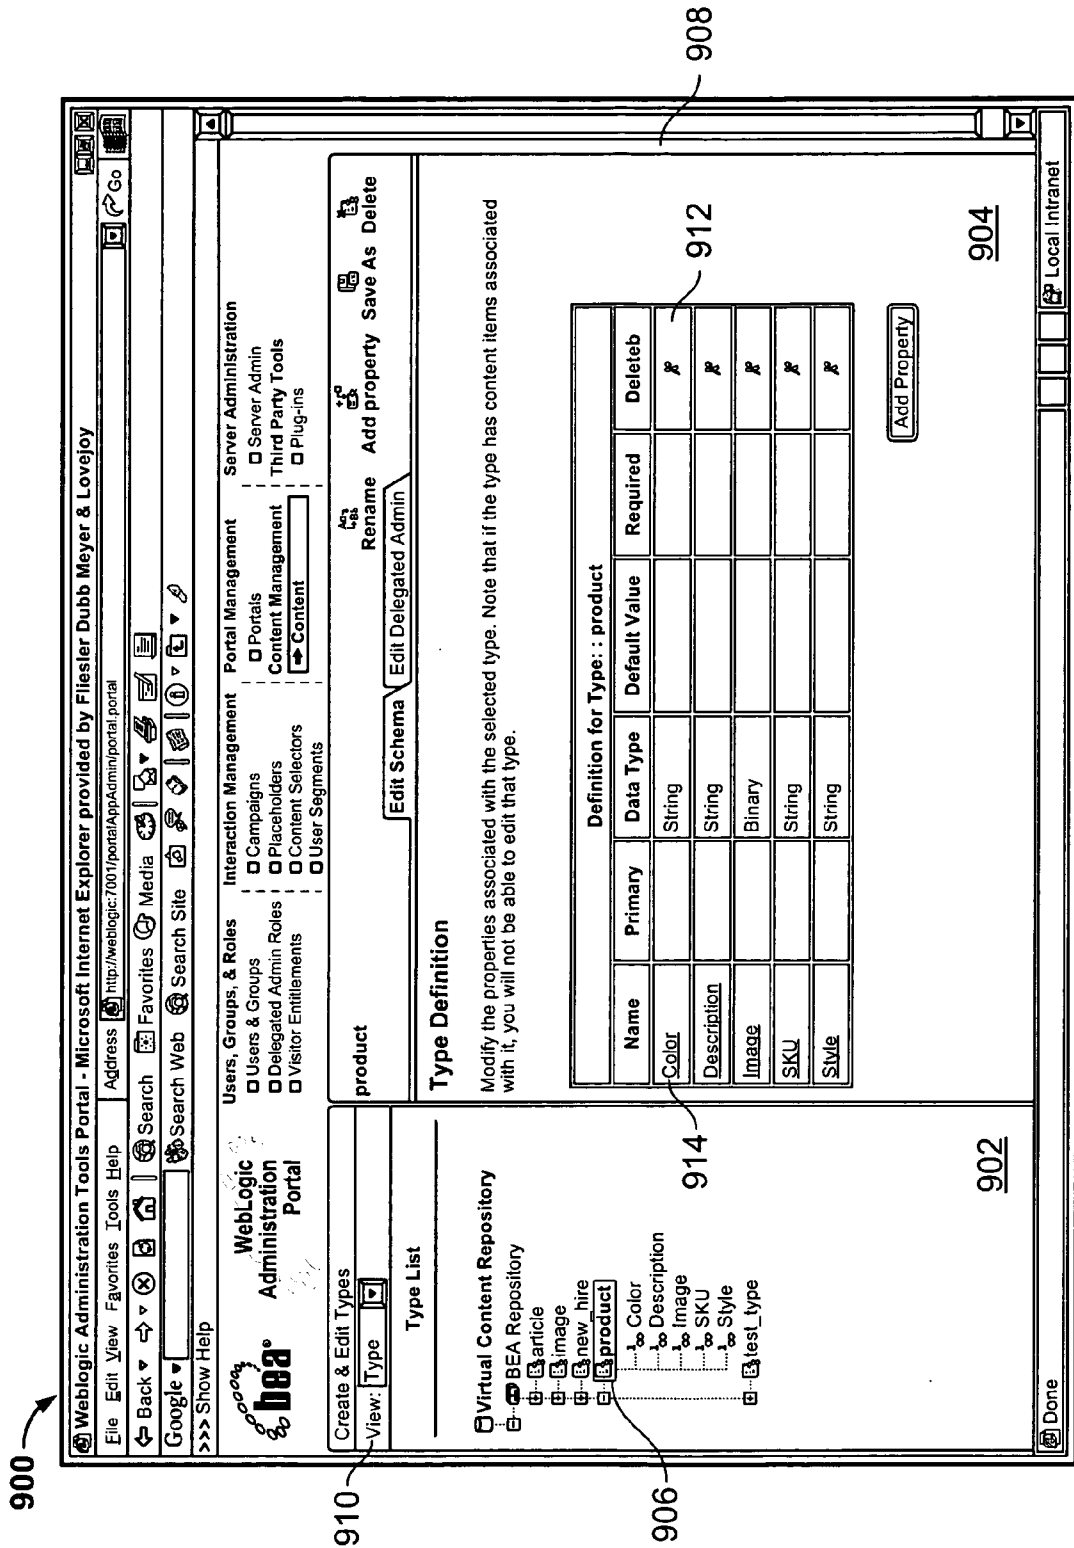 900
Weblogic Administration Tools Portal - Microsoft Internet Explorer provided by Fliesler Dubb Meyer & Lovejoy
File Edit View Favorites Tools Help
Address http://weblogic:7001/portalAppAdmin/portal.portal
Go
Back
Search
Favorites
Media
Google
Search Web
Search Site
>>> Show Help
bea
WebLogic
Administration
Portal
Users, Groups, & Roles
Users & Groups
Delegated Admin Roles
Visitor Entitlements
Interaction Management
Campaigns
Placeholders
Content Selectors
User Segments
Portal Management
Portals
Content Management
Content
Server Administration
Server Admin
Third Party Tools
Plug-ins
Create & Edit Types
View: Type
910
Type List
Virtual Content Repository
BEA Repository
article
image
new_hire
product
Color
Description
Image
SKU
Style
test_type
906
902
product
Rename
Add property
Save As
Delete
Edit Schema
Edit Delegated Admin
Type Definition
Modify the properties associated with the selected type. Note that if the type has content items associated
with it, you will not be able to edit that type.
Definition for Type: : product
Name Primary Data Type Default Value Required Deleteb
Color String
Description String
Image Binary
SKU String
Style String
914
912
908
Add Property
904
Done
Local Intranet